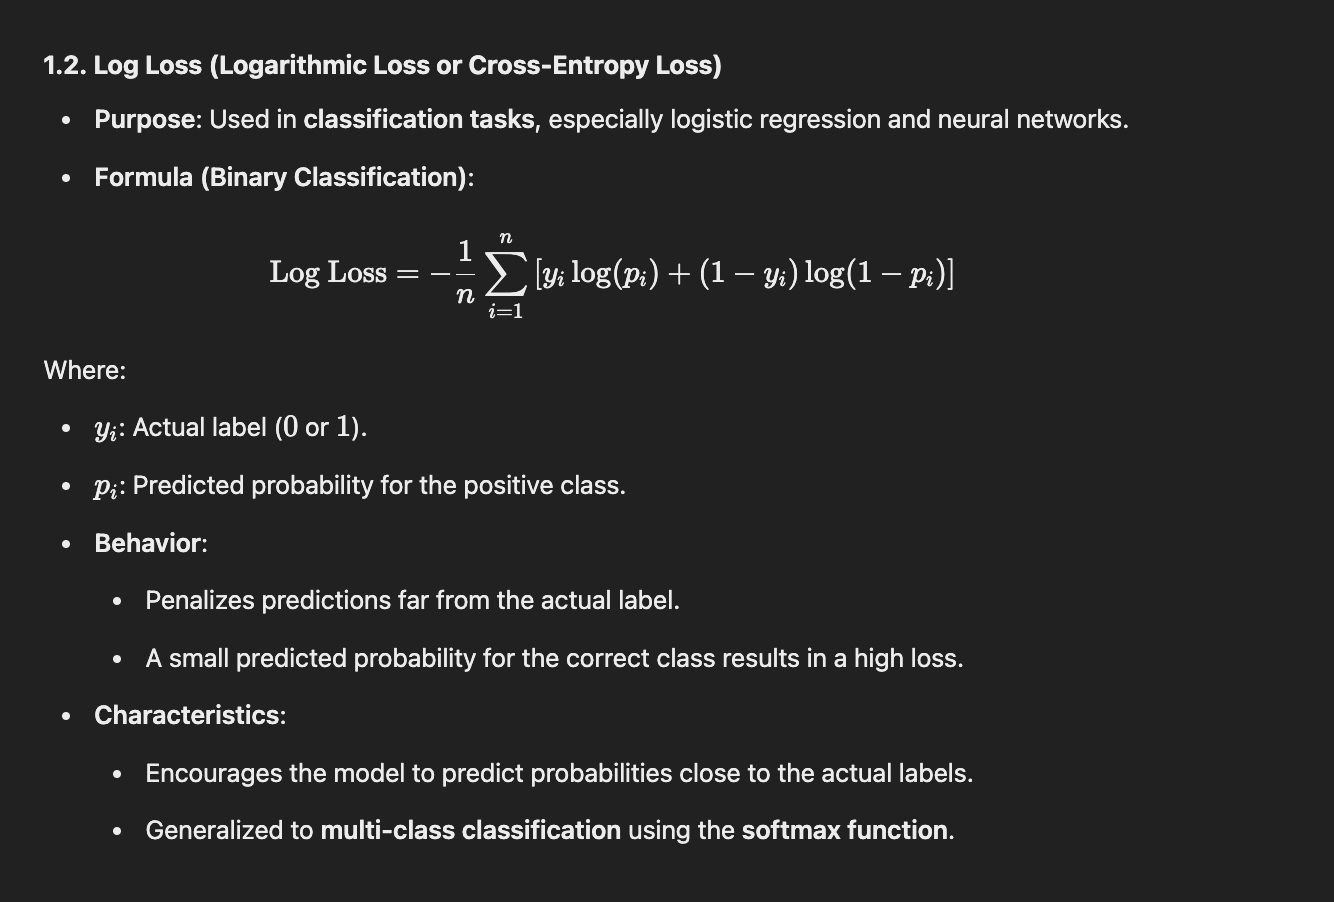 1.2. Log Loss (Logarithmic Loss or Cross-Entropy Loss)
• Purpose: Used in classification tasks, especially logistic regression and neural networks.
• Formula (Binary Classification):
Log Loss = −\frac{1}{n} \sum_{i=1}^{n} [y_i log(p_i) + (1 − y_i) log(1 − p_i)]
Where:
• y_i: Actual label (0 or 1).
• p_i: Predicted probability for the positive class.
• Behavior:
• Penalizes predictions far from the actual label.
• A small predicted probability for the correct class results in a high loss.
• Characteristics:
• Encourages the model to predict probabilities close to the actual labels.
• Generalized to multi-class classification using the softmax function.